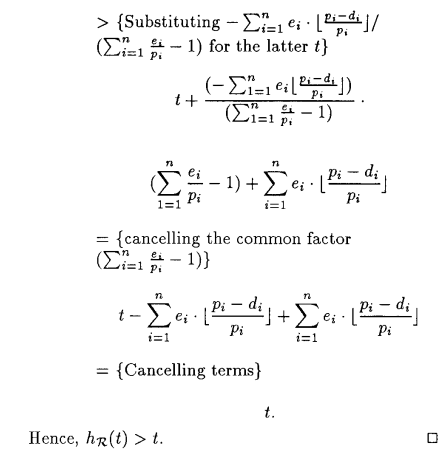 > {Substituting $-\sum_{i=1}^{n} e_i \cdot \lfloor \frac{p_i - d_i}{p_i} \rfloor /$
$(\sum_{i=1}^{n} \frac{e_i}{p_i} - 1)$ for the latter $t$}
$t + \frac{(-\sum_{1=1}^{n} e_i \lfloor \frac{p_i - d_i}{p_i} \rfloor)}{(\sum_{1=1}^{n} \frac{e_i}{p_i} - 1)} \cdot$
$(\sum_{1=1}^{n} \frac{e_i}{p_i} - 1) + \sum_{i=1}^{n} e_i \cdot \lfloor \frac{p_i - d_i}{p_i} \rfloor$
= {cancelling the common factor
$(\sum_{i=1}^{n} \frac{e_i}{p_i} - 1)$}
$t - \sum_{i=1}^{n} e_i \cdot \lfloor \frac{p_i - d_i}{p_i} \rfloor + \sum_{i=1}^{n} e_i \cdot \lfloor \frac{p_i - d_i}{p_i} \rfloor$
= {Cancelling terms}
$t.$
Hence, $h_{\mathcal{R}}(t) > t.$ □